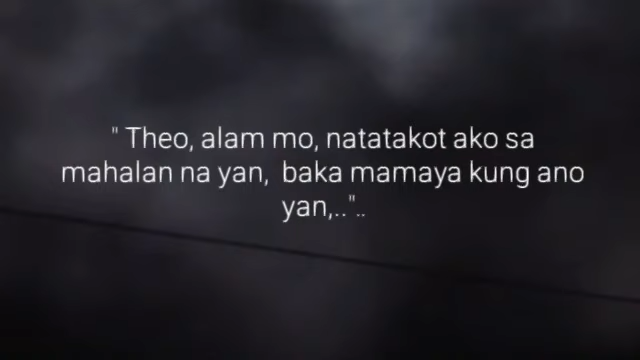 " Theo, alam mo, natatakot ako sa
mahalan na yan,  baka mamaya kung ano
yan,.."..